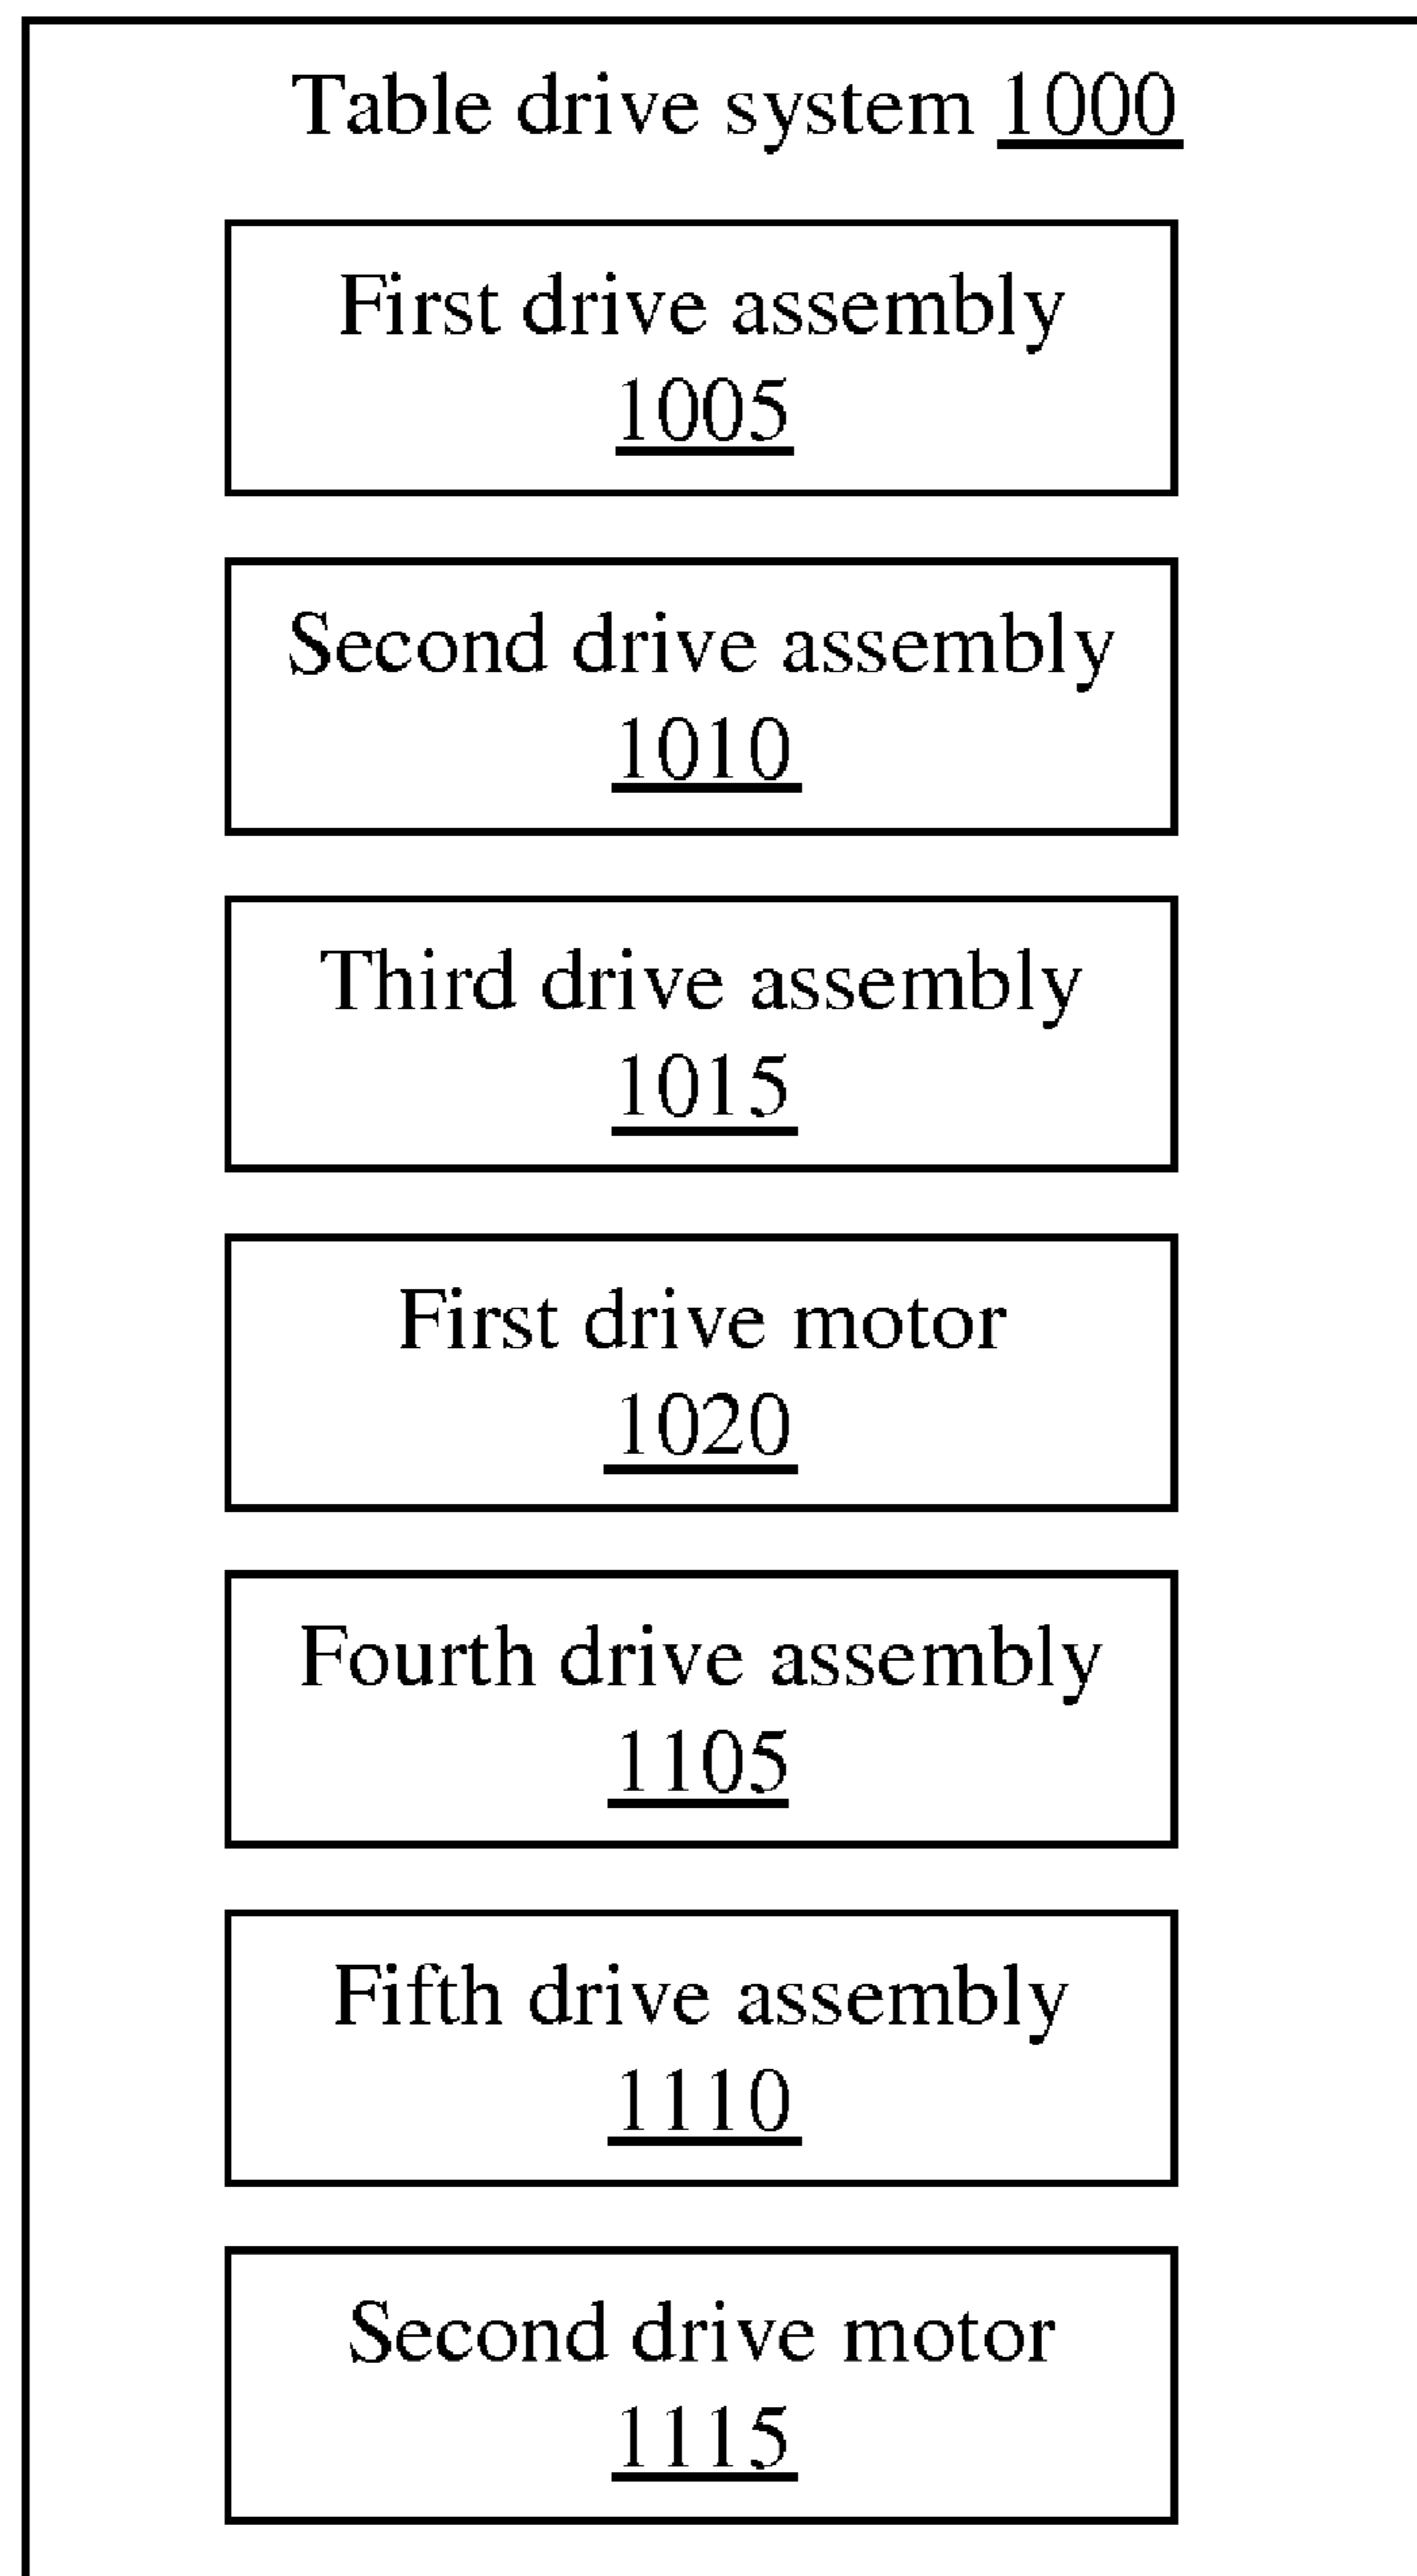 Table drive system 1000
First drive assembly
1005
Second drive assembly
1010
Third drive assembly
1015
First drive motor
1020
Fourth drive assembly
1105
Fifth drive assembly
1110
Second drive motor
1115